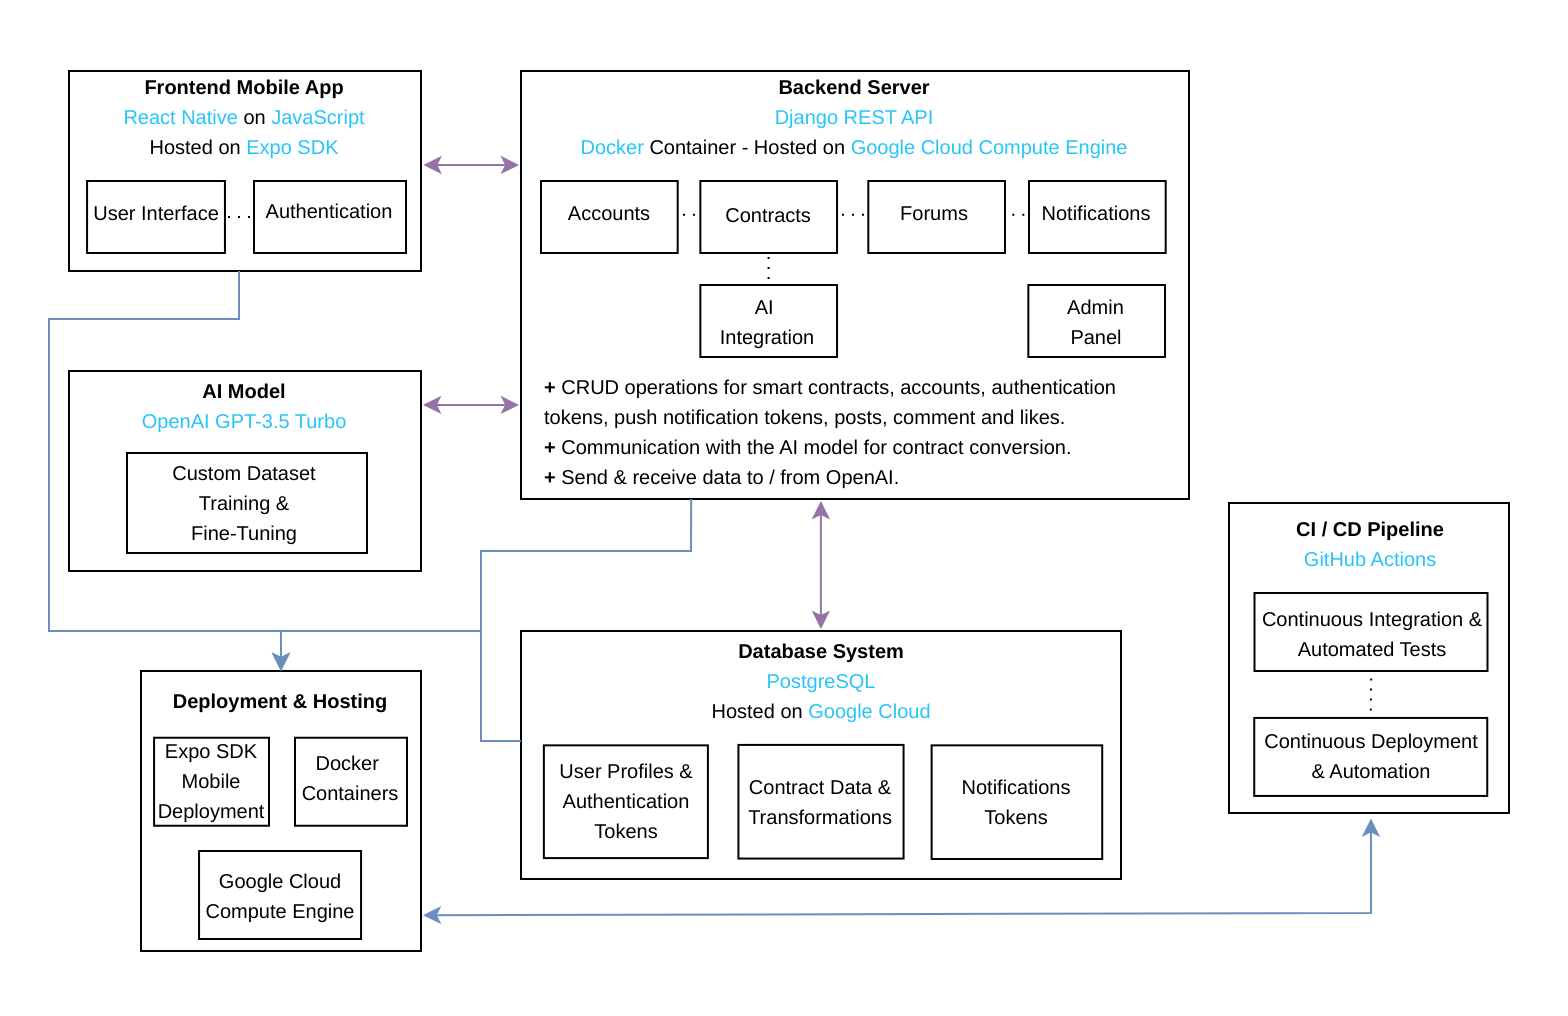 Frontend Mobile App
React Native on JavaScript
Hosted on Expo SDK
User Interface
. . .
Authentication
Backend Server
Django REST API
Docker Container - Hosted on Google Cloud Compute Engine
Accounts
. .
Contracts
. . .
Forums
. .
Notifications
AI
Integration
Admin
Panel
+ CRUD operations for smart contracts, accounts, authentication
tokens, push notification tokens, posts, comment and likes.
+ Communication with the AI model for contract conversion.
+ Send & receive data to / from OpenAI.
AI Model
OpenAI GPT-3.5 Turbo
Custom Dataset
Training &
Fine-Tuning
CI / CD Pipeline
GitHub Actions
Continuous Integration &
Automated Tests
Continuous Deployment
& Automation
Database System
PostgreSQL
Hosted on Google Cloud
User Profiles &
Authentication
Tokens
Contract Data &
Transformations
Notifications
Tokens
Deployment & Hosting
Expo SDK
Mobile
Deployment
Docker
Containers
Google Cloud
Compute Engine